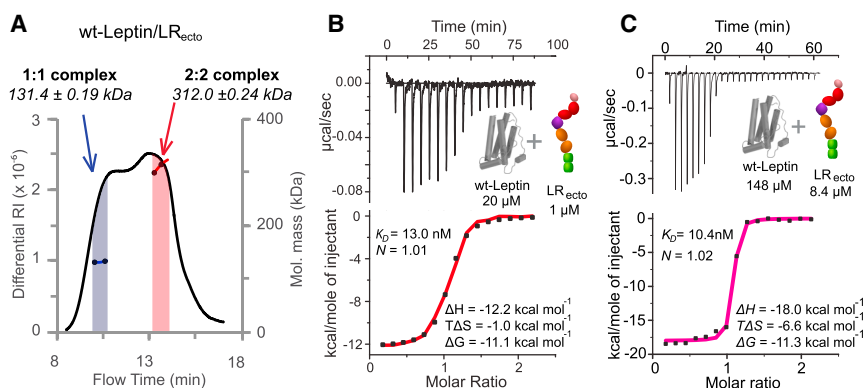 A
wt-Leptin/LRecto
1:1 complex
131.4 ± 0.19 kDa
2:2 complex
312.0 ±0.24 kDa
Differential RI (x 10⁻⁶)
3
2
1
0
400
300
200
100
0
Mol. mass (kDa)
8 13 18
Flow Time (min)
B
Time (min)
0 25 50 75 100
µcal/sec
0.00
-0.04
-0.08
wt-Leptin
20 µM
+
LRecto
1 µM
kcal/mole of injectant
0
-2
-4
-6
-8
-10
-12
KD = 13.0 nM
N = 1.01
ΔH = -12.2 kcal mol⁻¹
TΔS = -1.0 kcal mol⁻¹
ΔG = -11.1 kcal mol⁻¹
0 1 2
Molar Ratio
C
Time (min)
0 20 40 60
µcal/sec
0
-0.1
-0.2
-0.3
wt-Leptin
148 µM
+
LRecto
8.4 µM
kcal/mole of injectant
0
-5
-10
-15
-20
KD = 10.4nM
N = 1.02
ΔH = -18.0 kcal mol⁻¹
TΔS = -6.6 kcal mol⁻¹
ΔG = -11.3 kcal mol⁻¹
0 1 2
Molar Ratio